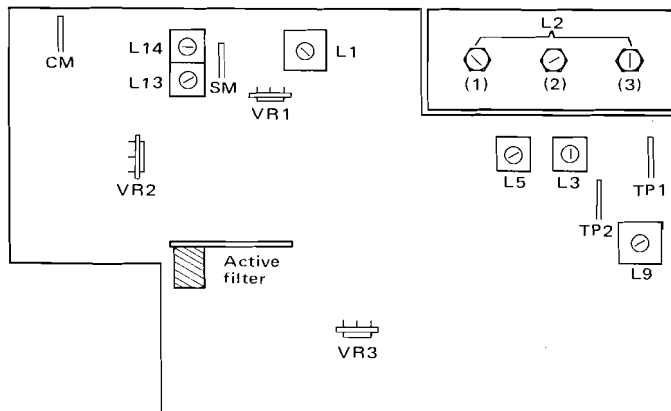 L2
L14
L1
CM
L13
SM
(1) (2) (3)
VR1
VR2
L5
L3
TP1
TP2
Active
filter
L9
VR3